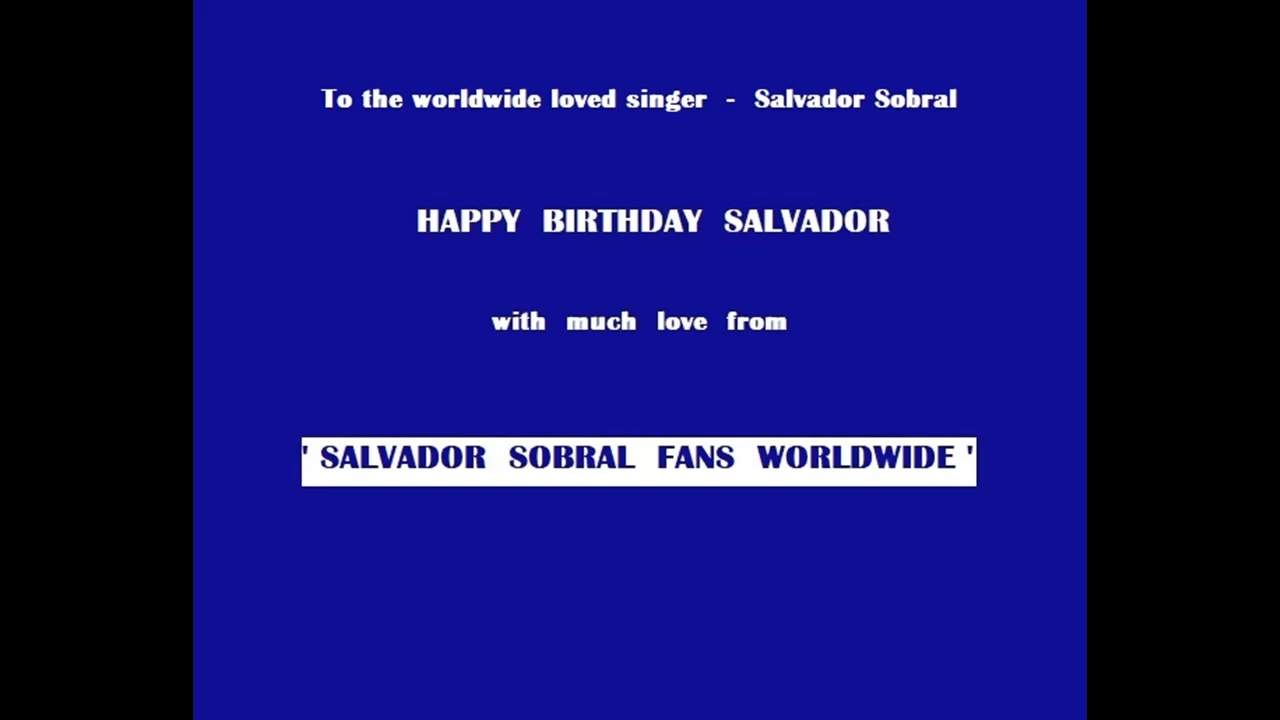 To the worldwide loved singer - Salvador Sobral
HAPPY BIRTHDAY SALVADOR
with much love from
' SALVADOR SOBRAL FANS WORLDWIDE '